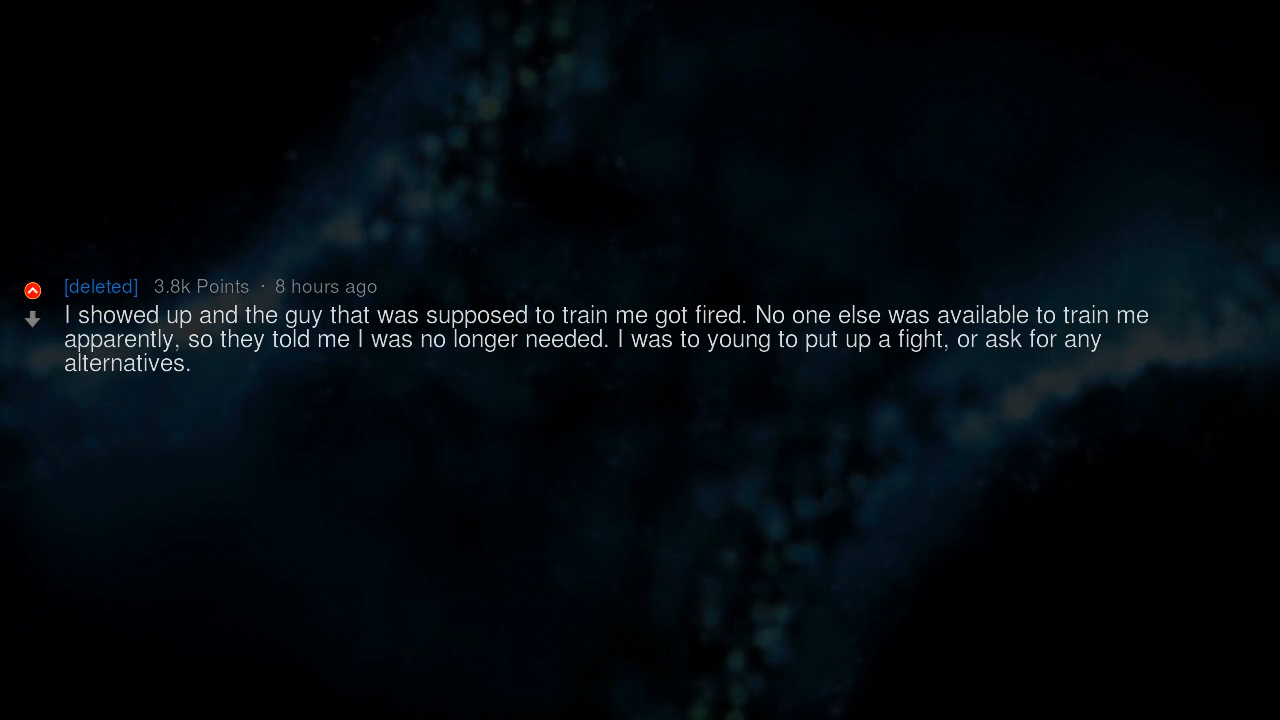 [deleted] 3.8k Points · 8 hours ago
I showed up and the guy that was supposed to train me got fired. No one else was available to train me
apparently, so they told me I was no longer needed. I was to young to put up a fight, or ask for any
alternatives.